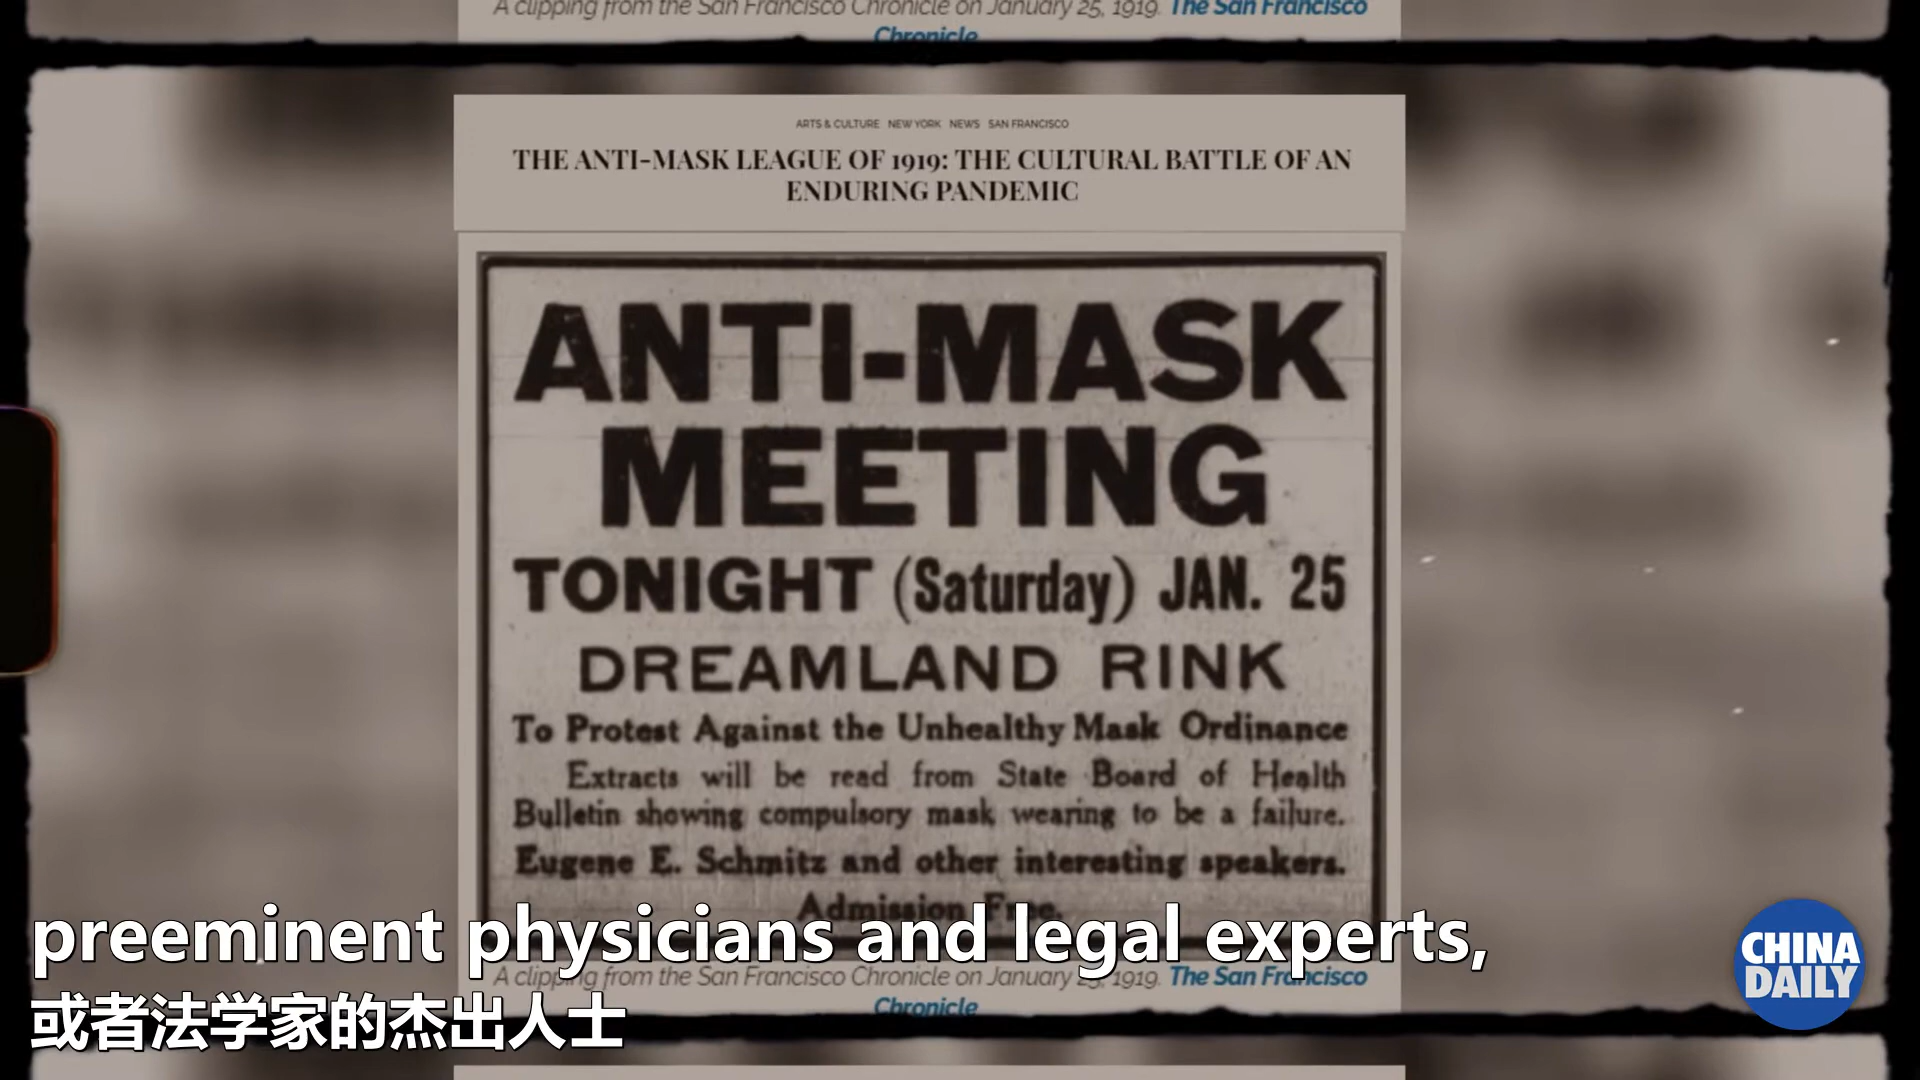 A clipping from the San Francisco Chronicle on January 25, 1919. The San Francisco
Chronicle
ARTS & CULTURE NEW YORK NEWS SAN FRANCISCO
THE ANTI-MASK LEAGUE OF 1919: THE CULTURAL BATTLE OF AN
ENDURING PANDEMIC
ANTI-MASK
MEETING
TONIGHT (Saturday) JAN. 25
DREAMLAND RINK
To Protest Against the Unhealthy Mask Ordinance
Extracts will be read from State Board of Health
Bulletin showing compulsory mask wearing to be a failure.
Eugene E. Schmitz and other interesting speakers.
Admission Free.
preeminent physicians and legal experts,
A clipping from the San Francisco Chronicle on January 25, 1919. The San Francisco
Chronicle
或者法学家的杰出人士
CHINA
DAILY